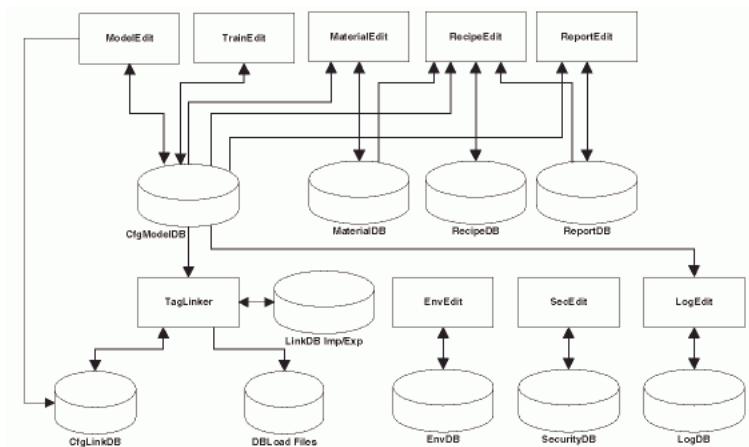 ModelEdit
TrainEdit
MaterialEdit
RecipeEdit
ReportEdit
CfgModelDB
MaterialDB
RecipeDB
ReportDB
TagLinker
LinkDB Imp/Exp
EnvEdit
SecEdit
LogEdit
CfgLinkDB
DBLoad Files
EnvDB
SecurityDB
LogDB